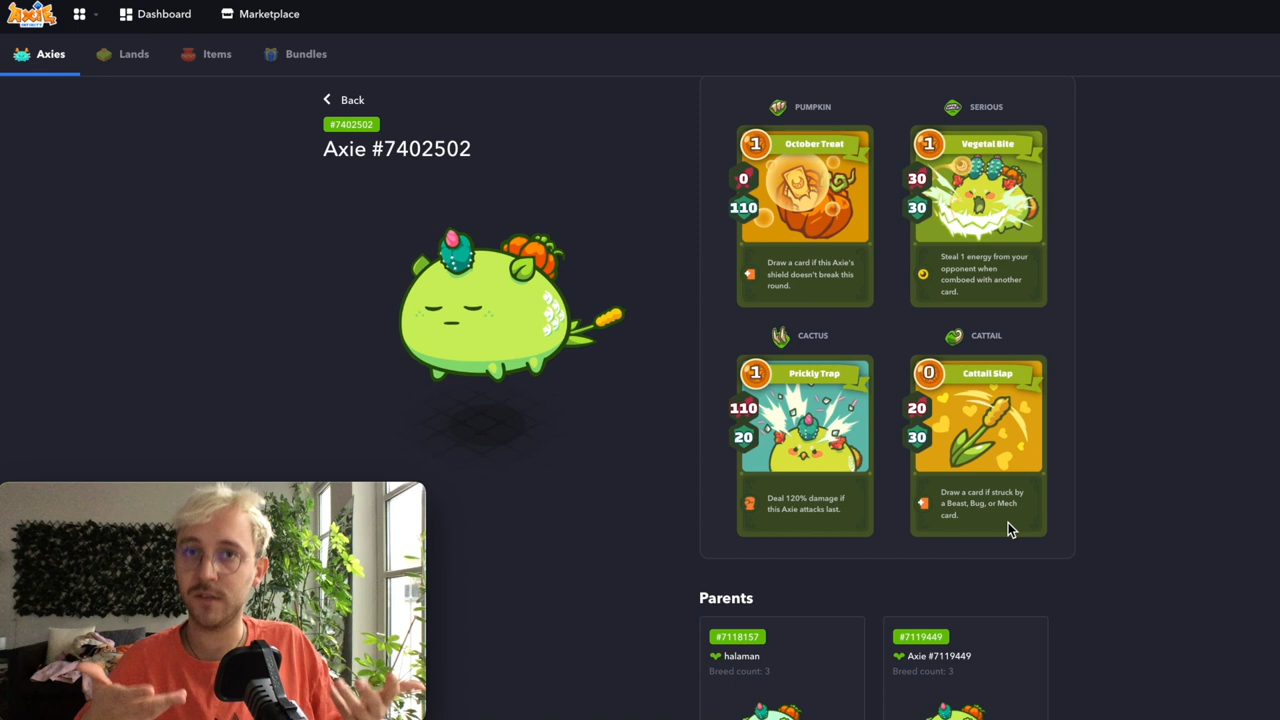 AXIE
INFINITY
Dashboard
Marketplace
Axies
Lands
Items
Bundles
Back
#7402502
Axie #7402502
PUMPKIN
SERIOUS
1
October Treat
0
110
Draw a card if this Axie's
shield doesn't break this
round.
1
Vegetal Bite
30
30
Steal 1 energy from your
opponent when
comboed with another
card.
CACTUS
CATTAIL
1
Prickly Trap
110
20
Deal 120% damage if
this Axie attacks last.
0
Cattail Slap
20
30
Draw a card if struck by
a Beast, Bug, or Mech
card.
Parents
#7118157
halaman
Breed count: 3
#7119449
Axie #7119449
Breed count: 3